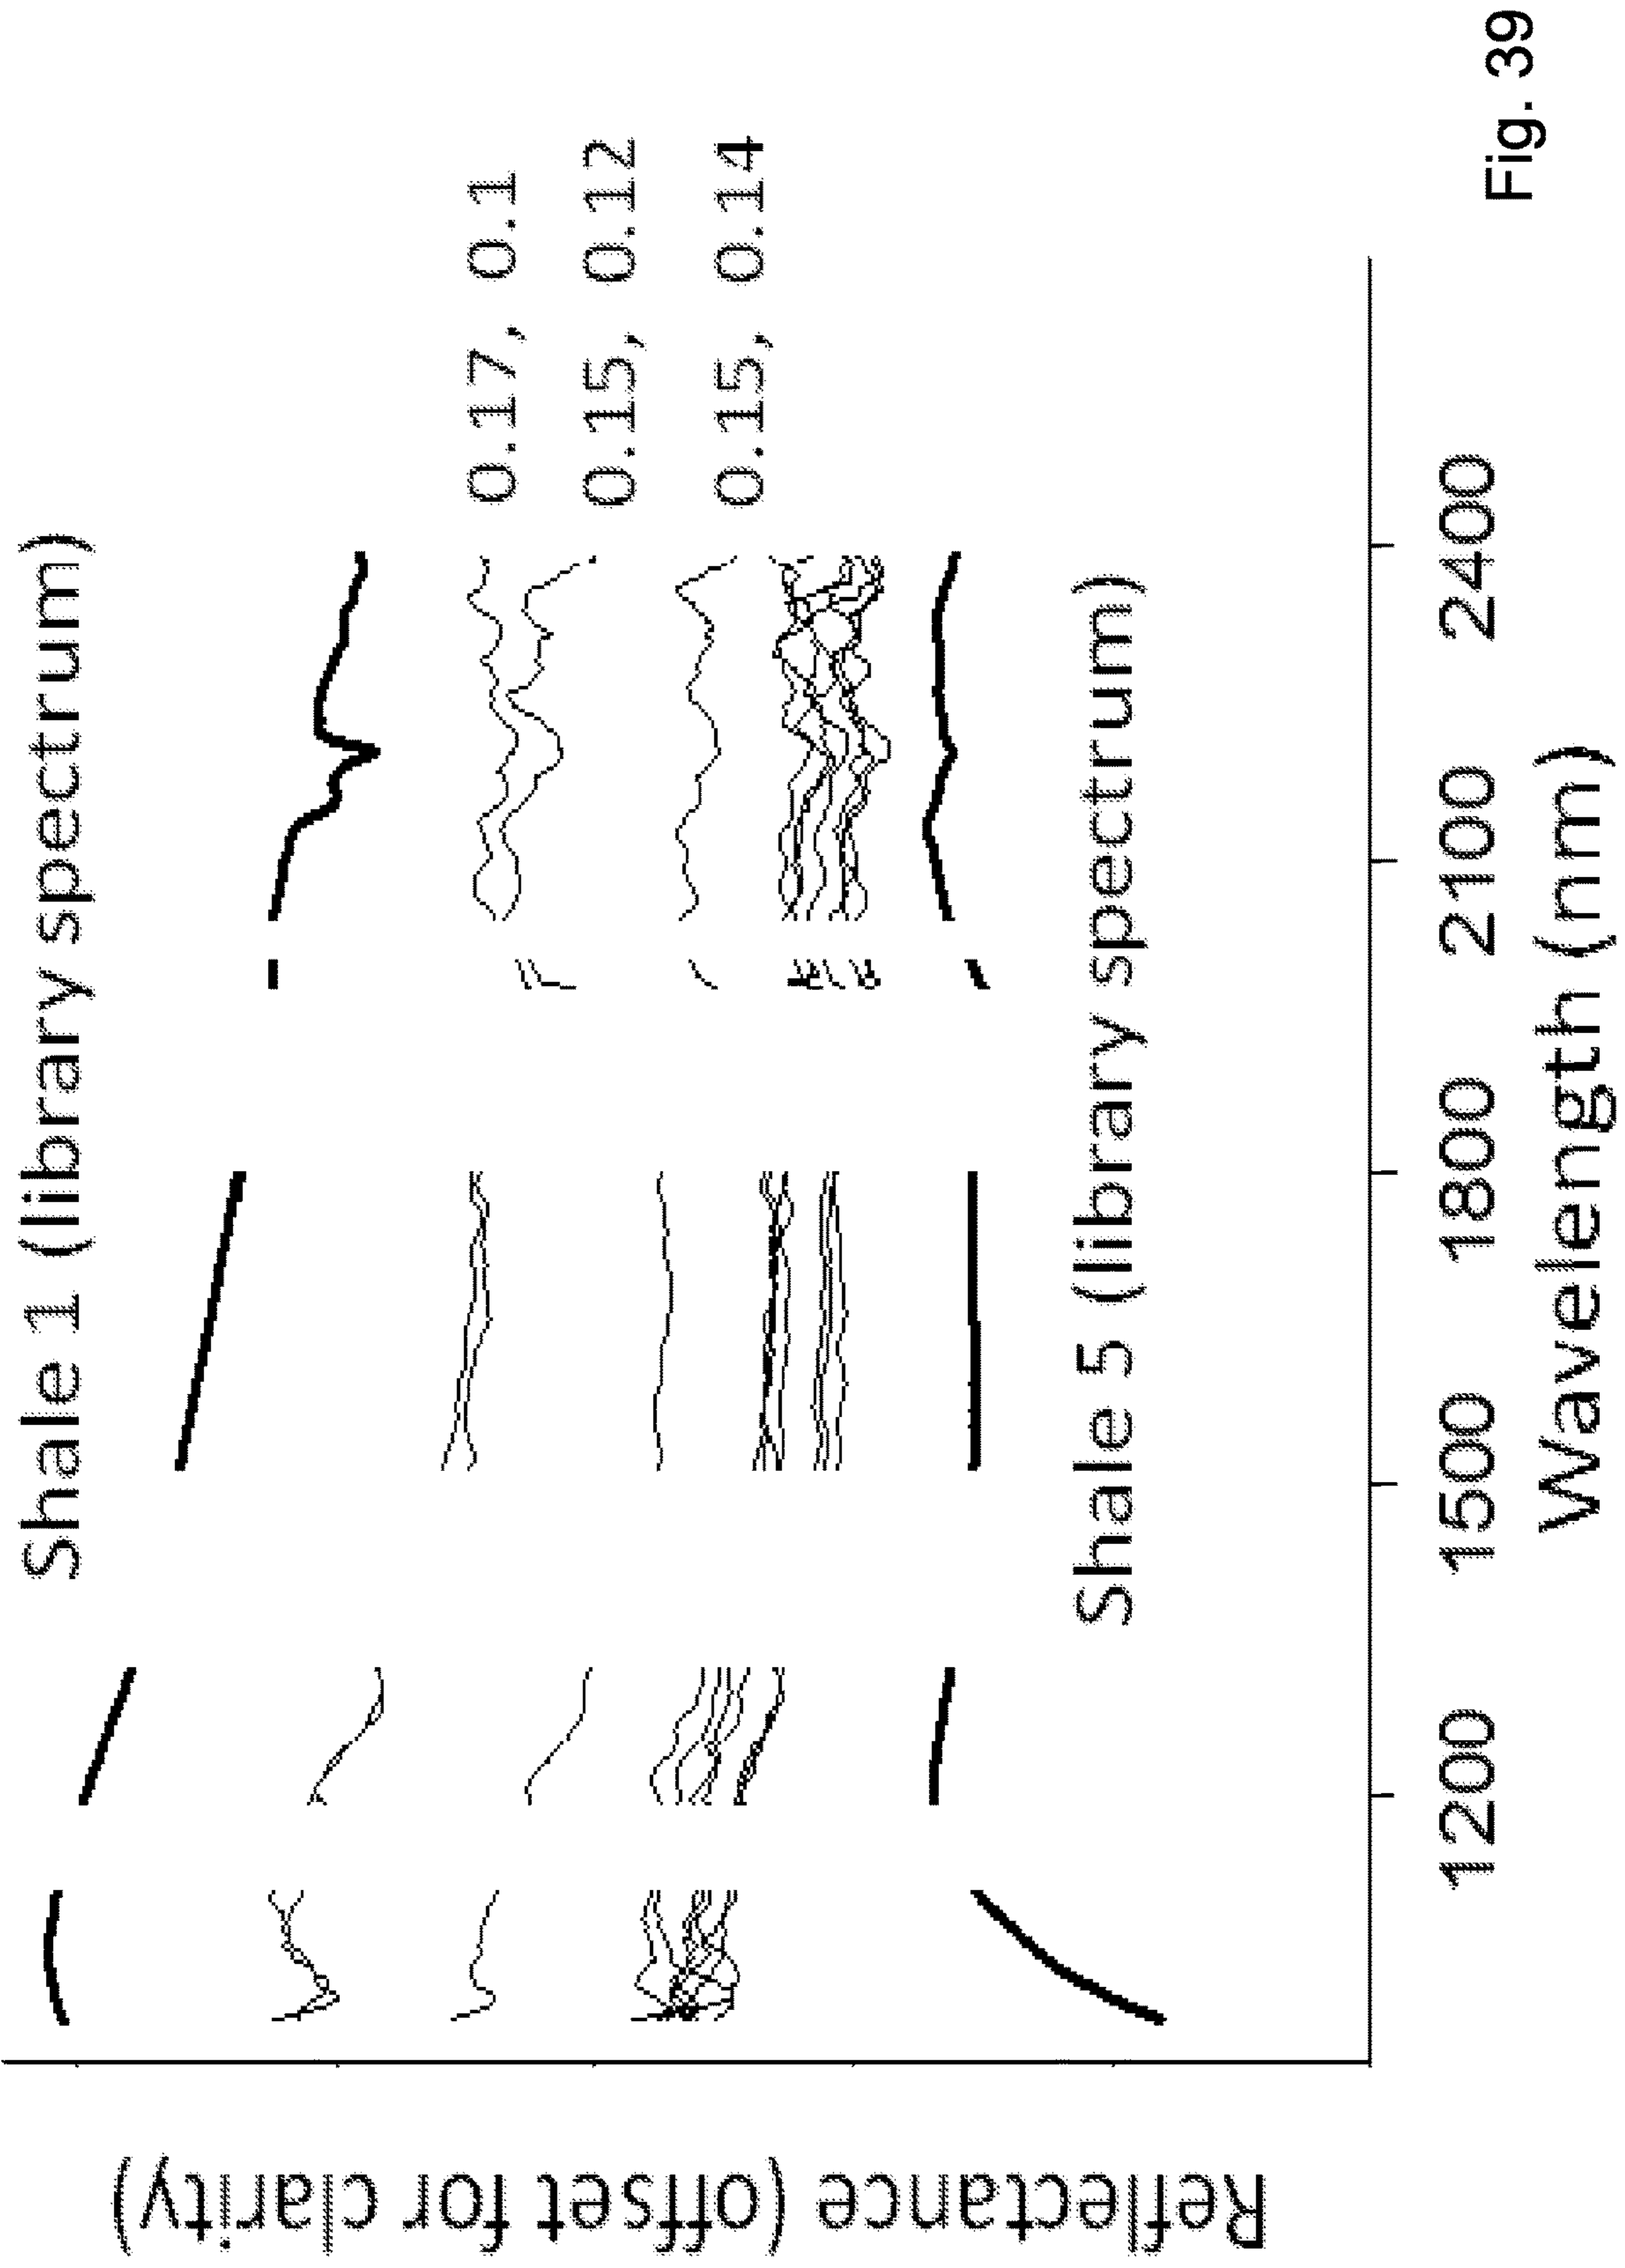 Shale 1 (library spectrum)
0.17, 0.1
0.15, 0.12
0.15, 0.14
Shale 5 (library spectrum)
Reflectance (offset for clarity)
1200 1500 1800 2100 2400
Wavelength (nm)
Fig. 39